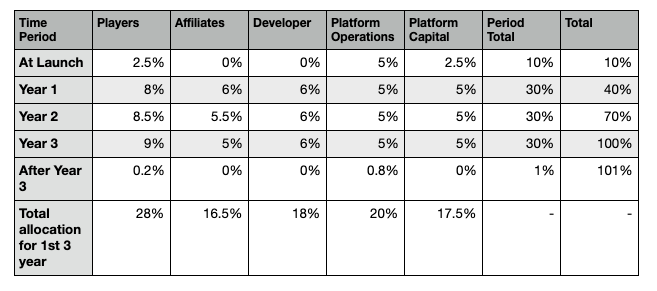 Time Period Players Affiliates Developer Platform Operations Platform Capital Period Total Total
At Launch 2.5% 0% 0% 5% 2.5% 10% 10%
Year 1 8% 6% 6% 5% 5% 30% 40%
Year 2 8.5% 5.5% 6% 5% 5% 30% 70%
Year 3 9% 5% 6% 5% 5% 30% 100%
After Year 3 0.2% 0% 0% 0.8% 0% 1% 101%
Total allocation for 1st 3 year 28% 16.5% 18% 20% 17.5% - -